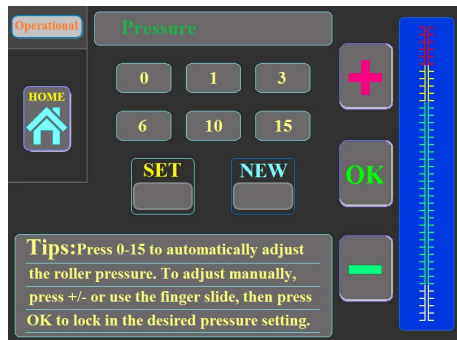 Operational
Pressure
HOME
0 1 3
6 10 15
SET NEW
OK
Tips:Press 0-15 to automatically adjust
the roller pressure. To adjust manually,
press +/- or use the finger slide, then press
OK to lock in the desired pressure setting.